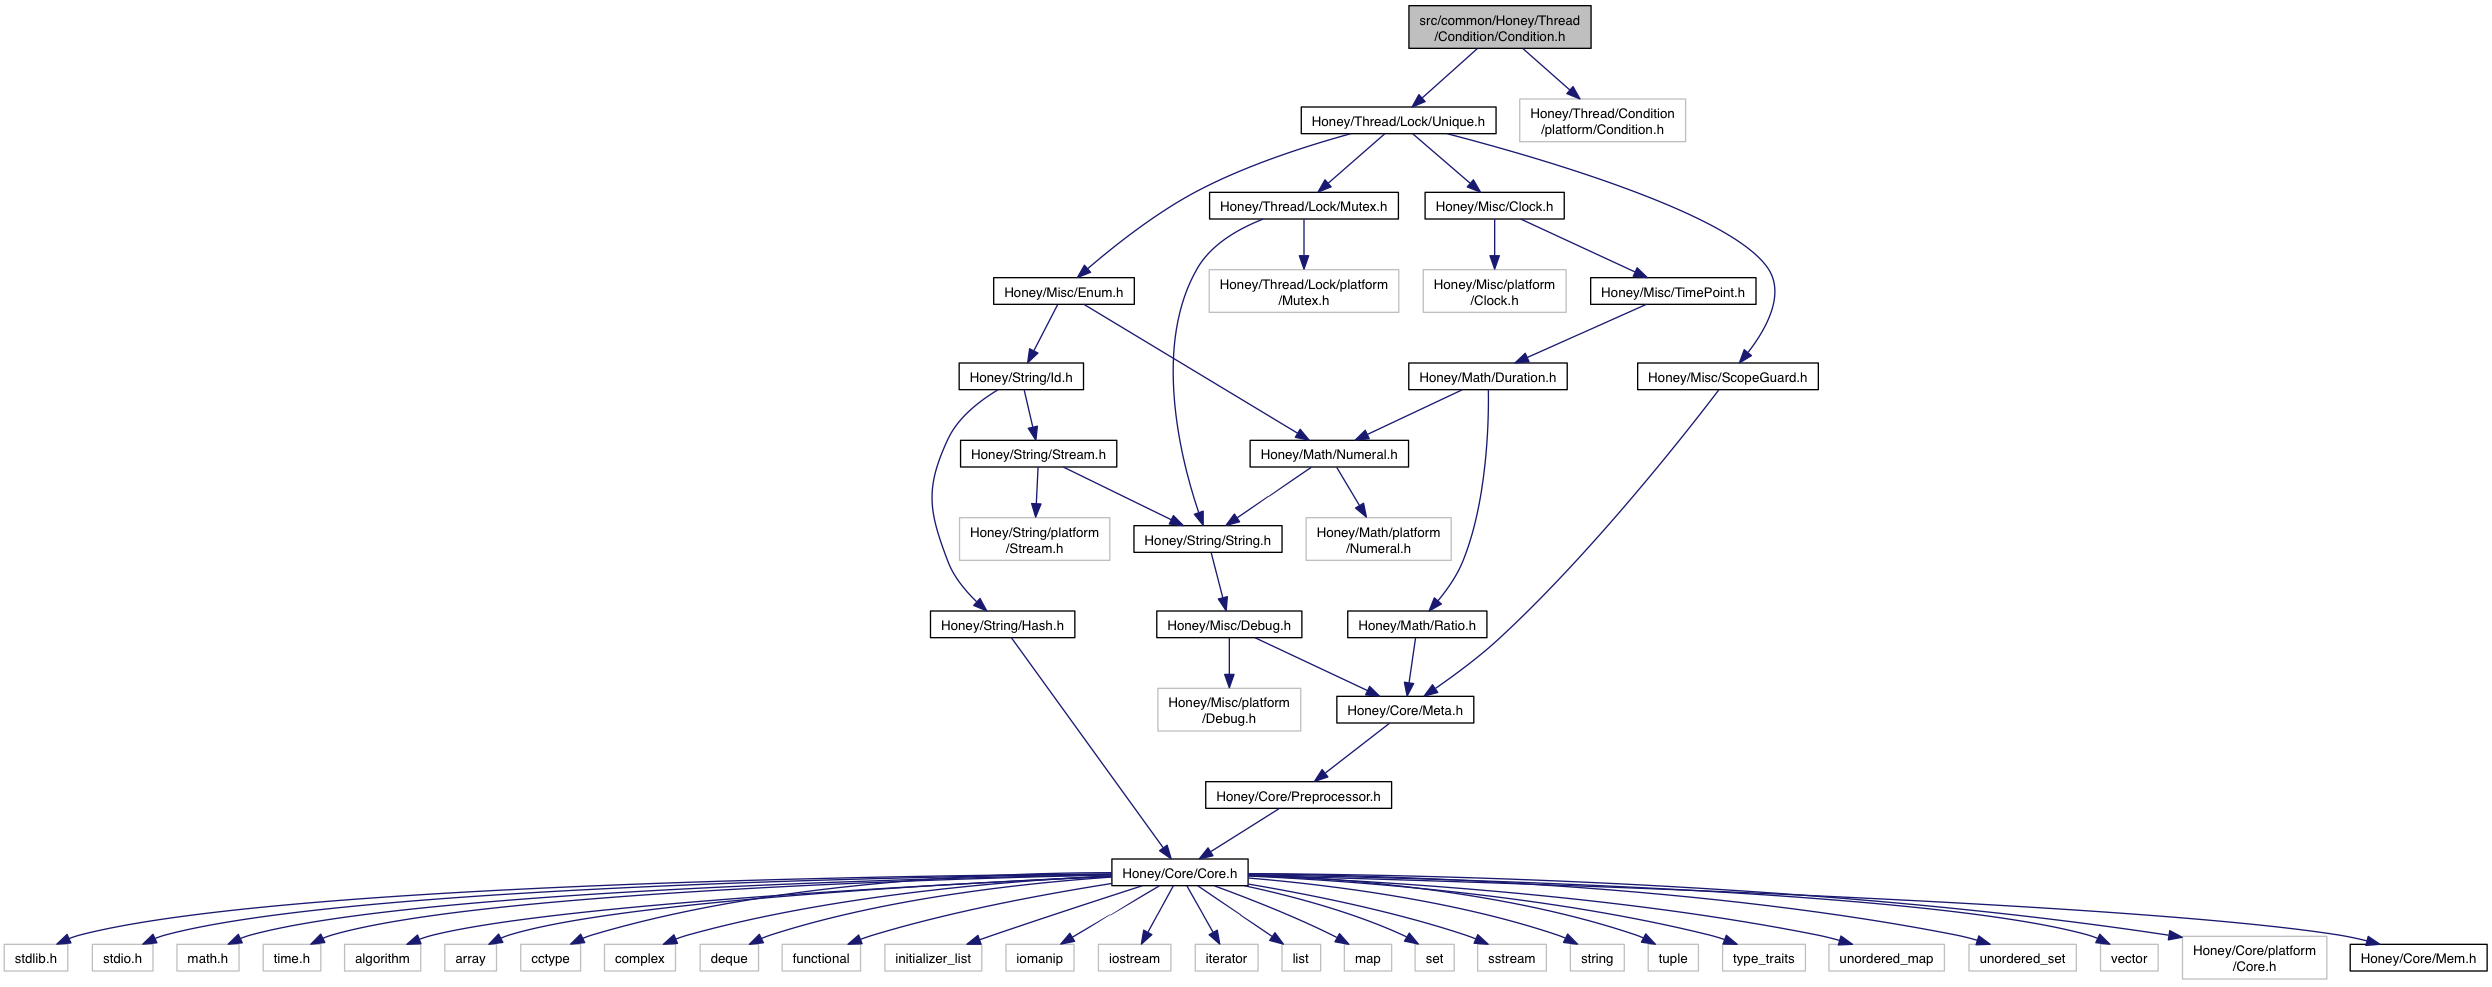 src/common/Honey/Thread
/Condition/Condition.h
Honey/Thread/Lock/Unique.h
Honey/Thread/Condition
/platform/Condition.h
Honey/Thread/Lock/Mutex.h
Honey/Misc/Clock.h
Honey/Misc/Enum.h
Honey/Thread/Lock/platform
/Mutex.h
Honey/Misc/platform
/Clock.h
Honey/Misc/TimePoint.h
Honey/String/Id.h
Honey/Math/Duration.h
Honey/Misc/ScopeGuard.h
Honey/String/Stream.h
Honey/Math/Numeral.h
Honey/String/platform
/Stream.h
Honey/String/String.h
Honey/Math/platform
/Numeral.h
Honey/String/Hash.h
Honey/Misc/Debug.h
Honey/Math/Ratio.h
Honey/Misc/platform
/Debug.h
Honey/Core/Meta.h
Honey/Core/Preprocessor.h
Honey/Core/Core.h
stdlib.h
stdio.h
math.h
time.h
algorithm
array
cctype
complex
deque
functional
initializer_list
iomanip
iostream
iterator
list
map
set
sstream
string
tuple
type_traits
unordered_map
unordered_set
vector
Honey/Core/platform
/Core.h
Honey/Core/Mem.h